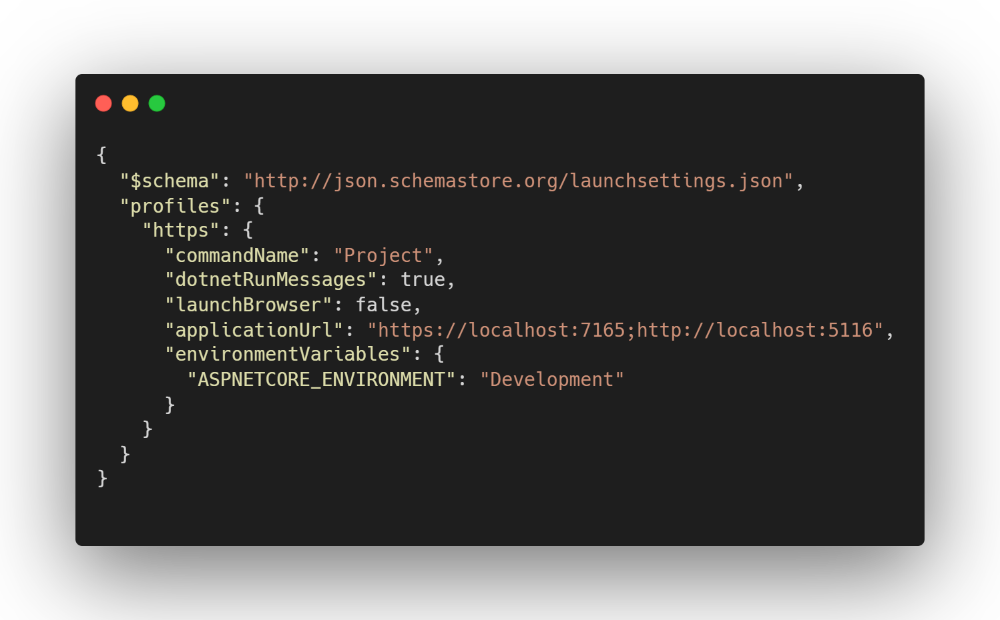 {
  "$schema": "http://json.schemastore.org/launchsettings.json",
  "profiles": {
    "https": {
      "commandName": "Project",
      "dotnetRunMessages": true,
      "launchBrowser": false,
      "applicationUrl": "https://localhost:7165;http://localhost:5116",
      "environmentVariables": {
        "ASPNETCORE_ENVIRONMENT": "Development"
      }
    }
  }
}